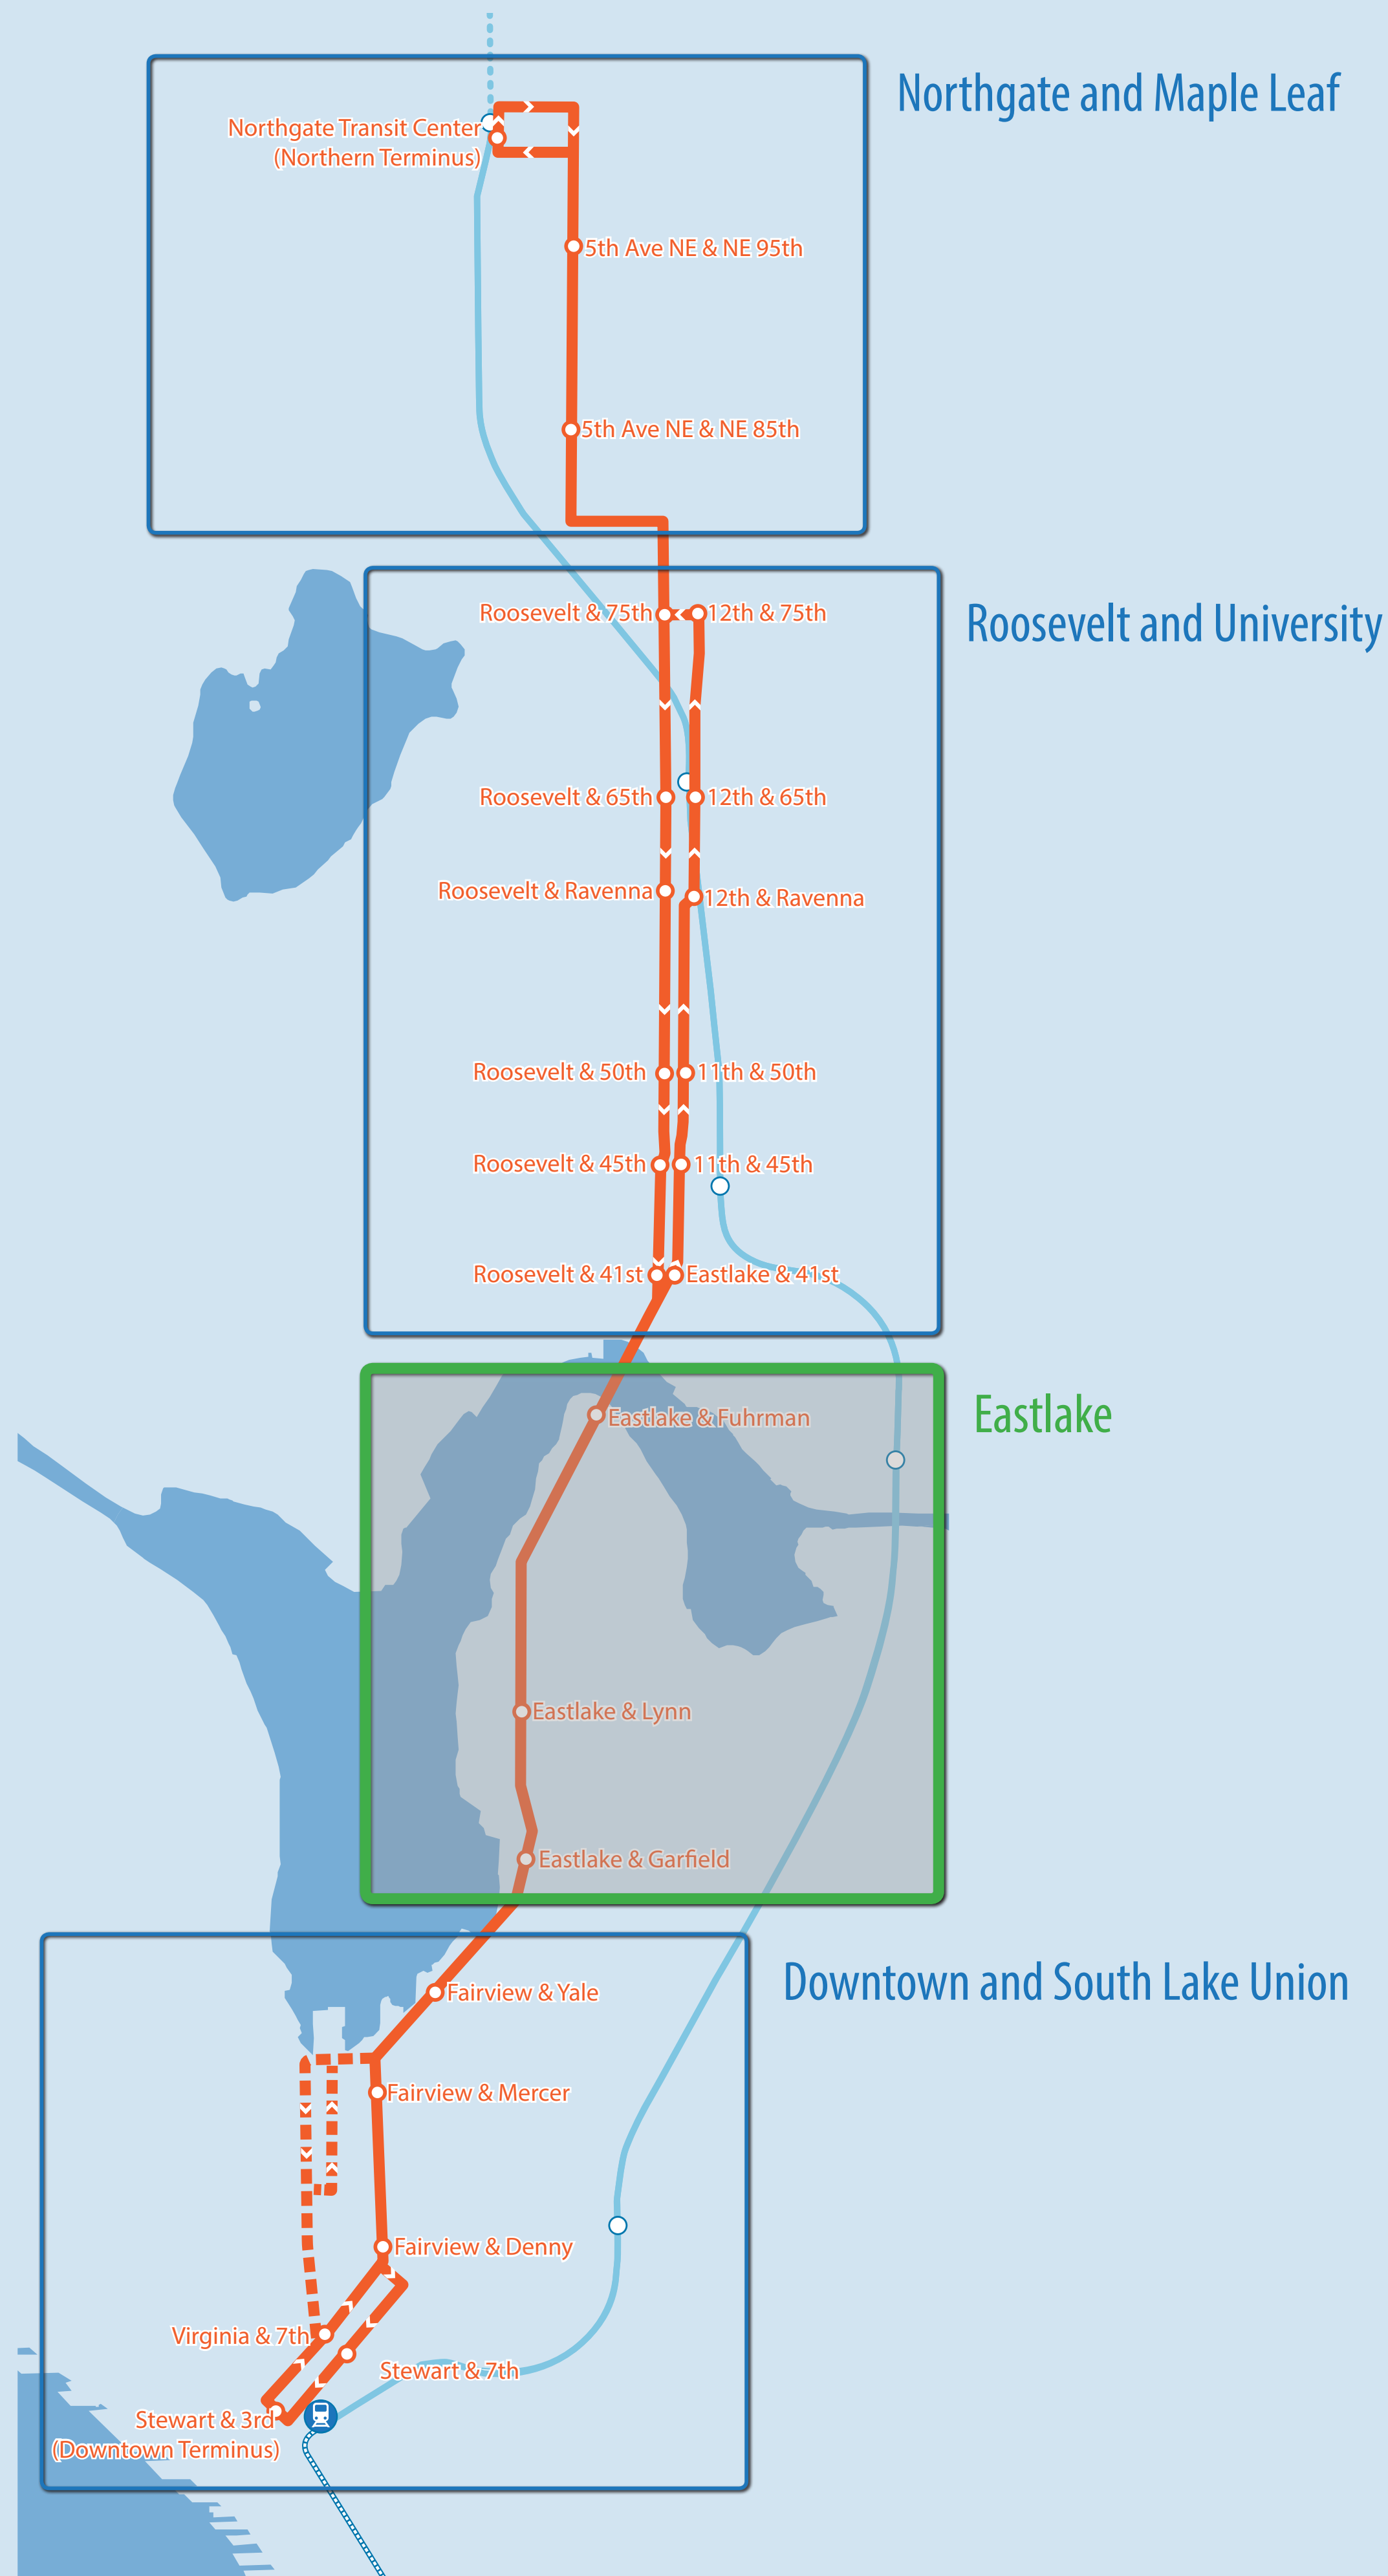 Northgate and Maple Leaf
Northgate Transit Center
(Northern Terminus)
5th Ave NE & NE 95th
5th Ave NE & NE 85th
Roosevelt and University
Roosevelt & 75th
12th & 75th
Roosevelt & 65th
12th & 65th
Roosevelt & Ravenna
12th & Ravenna
Roosevelt & 50th
11th & 50th
Roosevelt & 45th
11th & 45th
Roosevelt & 41st
Eastlake & 41st
Eastlake
Eastlake & Fuhrman
Eastlake & Lynn
Eastlake & Garfield
Downtown and South Lake Union
Fairview & Yale
Fairview & Mercer
Fairview & Denny
Virginia & 7th
Stewart & 7th
Stewart & 3rd
(Downtown Terminus)